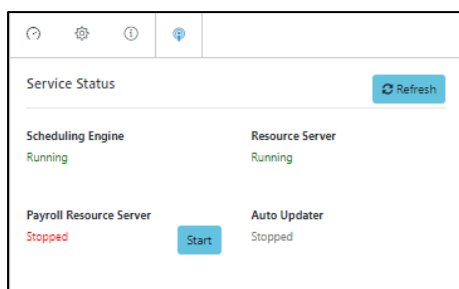 Service Status
Refresh
Scheduling Engine
Resource Server
Running
Running
Payroll Resource Server
Auto Updater
Stopped
Start
Stopped